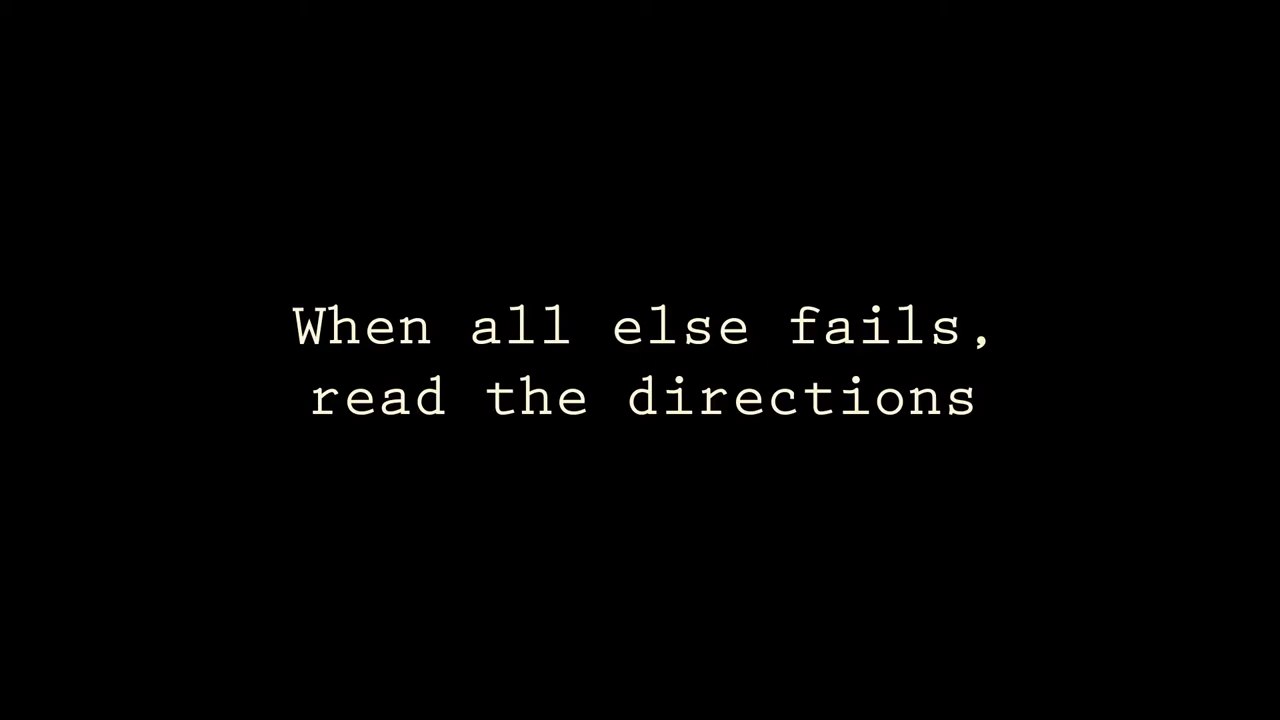 When all else fails,
read the directions